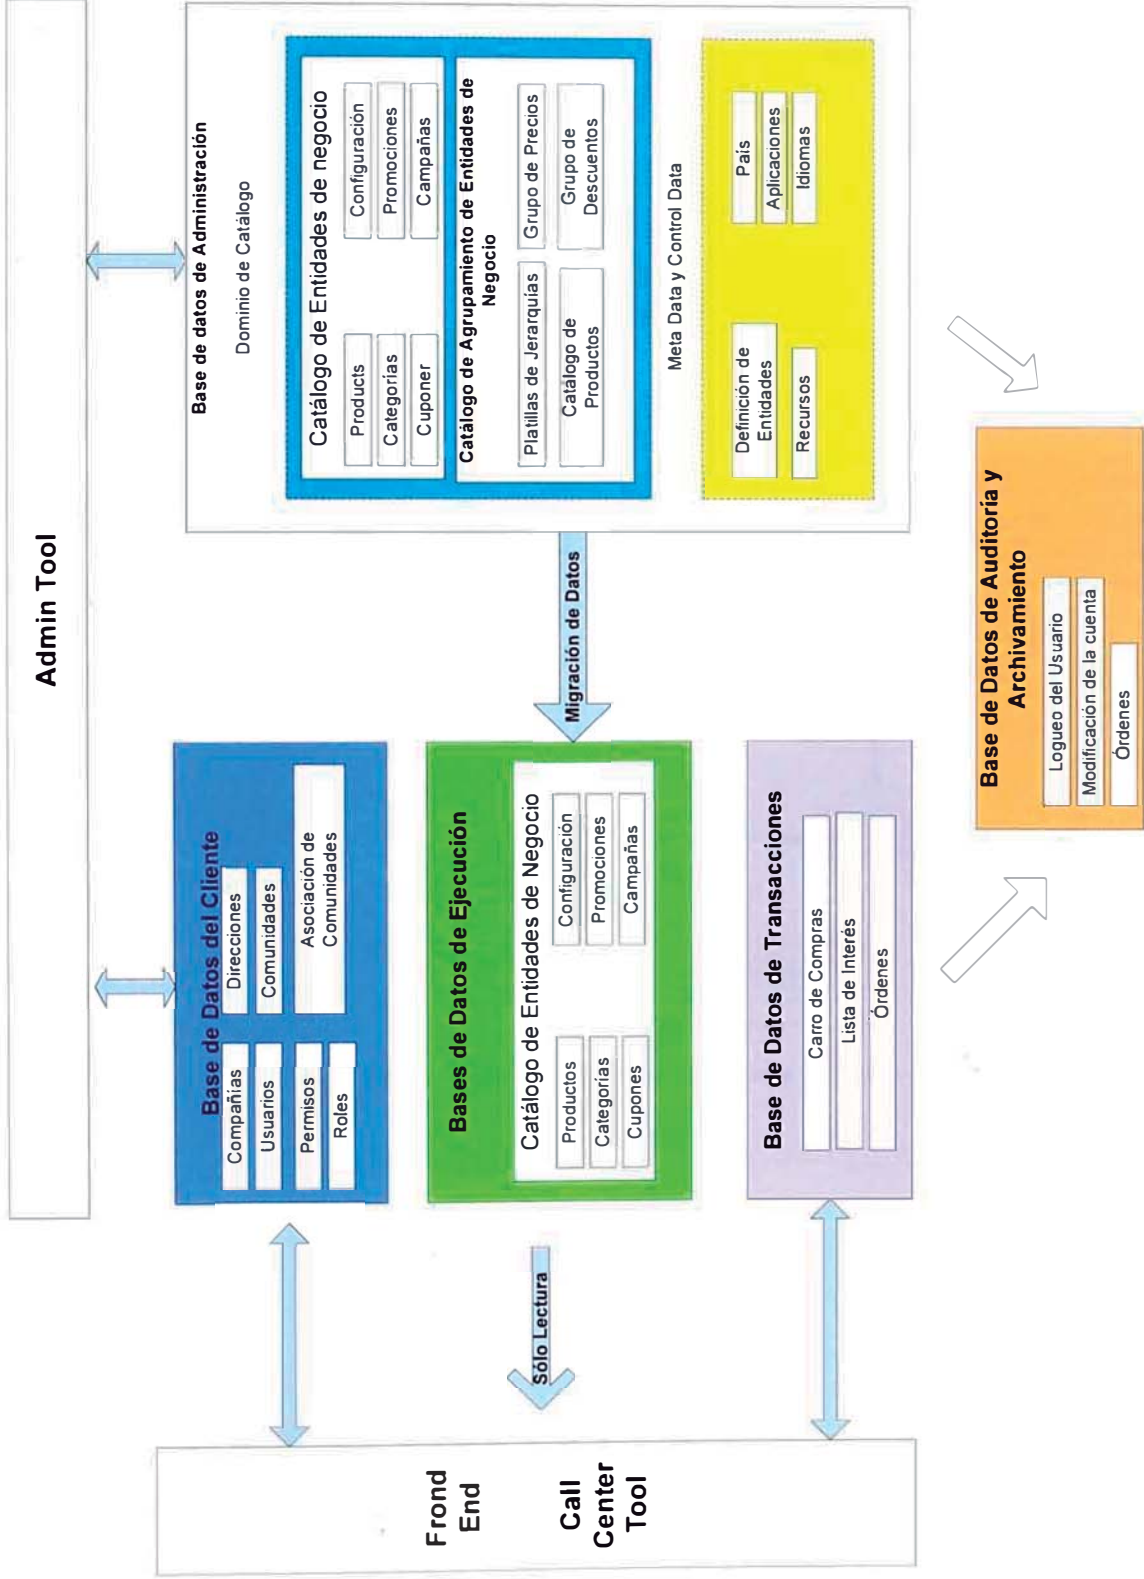 Admin Tool
Base de Datos del Cliente
Compañias
Usuarios
Permisos
Roles
Direcciones
Comunidades
Asociación de
Comunidades
Bases de Datos de Ejecución
Catálogo de Entidades de Negocio
Productos
Categorías
Cupones
Configuración
Promociones
Campañas
Base de Datos de Transacciones
Carro de Compras
Lista de Interés
Órdenes
Frond
End
Call
Center
Tool
Sólo Lectura
Migración de Datos
Base de datos de Administración
Dominio de Catálogo
Catálogo de Entidades de negocio
Products
Categorías
Cuponer
Configuración
Promociones
Campañas
Catálogo de Agrupamiento de Entidades de
Negocio
Platillas de Jerarquías
Catálogo de
Productos
Grupo de Precios
Grupo de
Descuentos
Meta Data y Control Data
Definición de
Entidades
Recursos
País
Aplicaciones
Idiomas
Base de Datos de Auditoría y
Archivamiento
Logueo del Usuario
Modificación de la cuenta
Órdenes